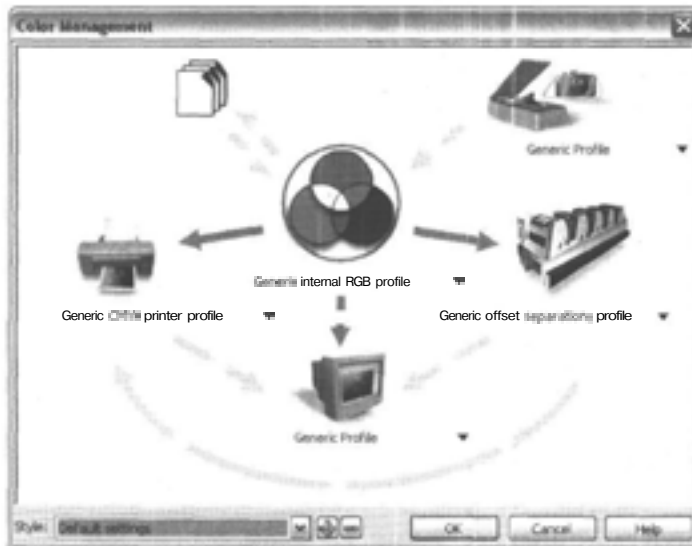 Color Management
Generic Profile
Generic internal RGB profile
Generic CMYK printer profile
Generic offset separations profile
Generic Profile
Style: Default settings
OK Cancel Help